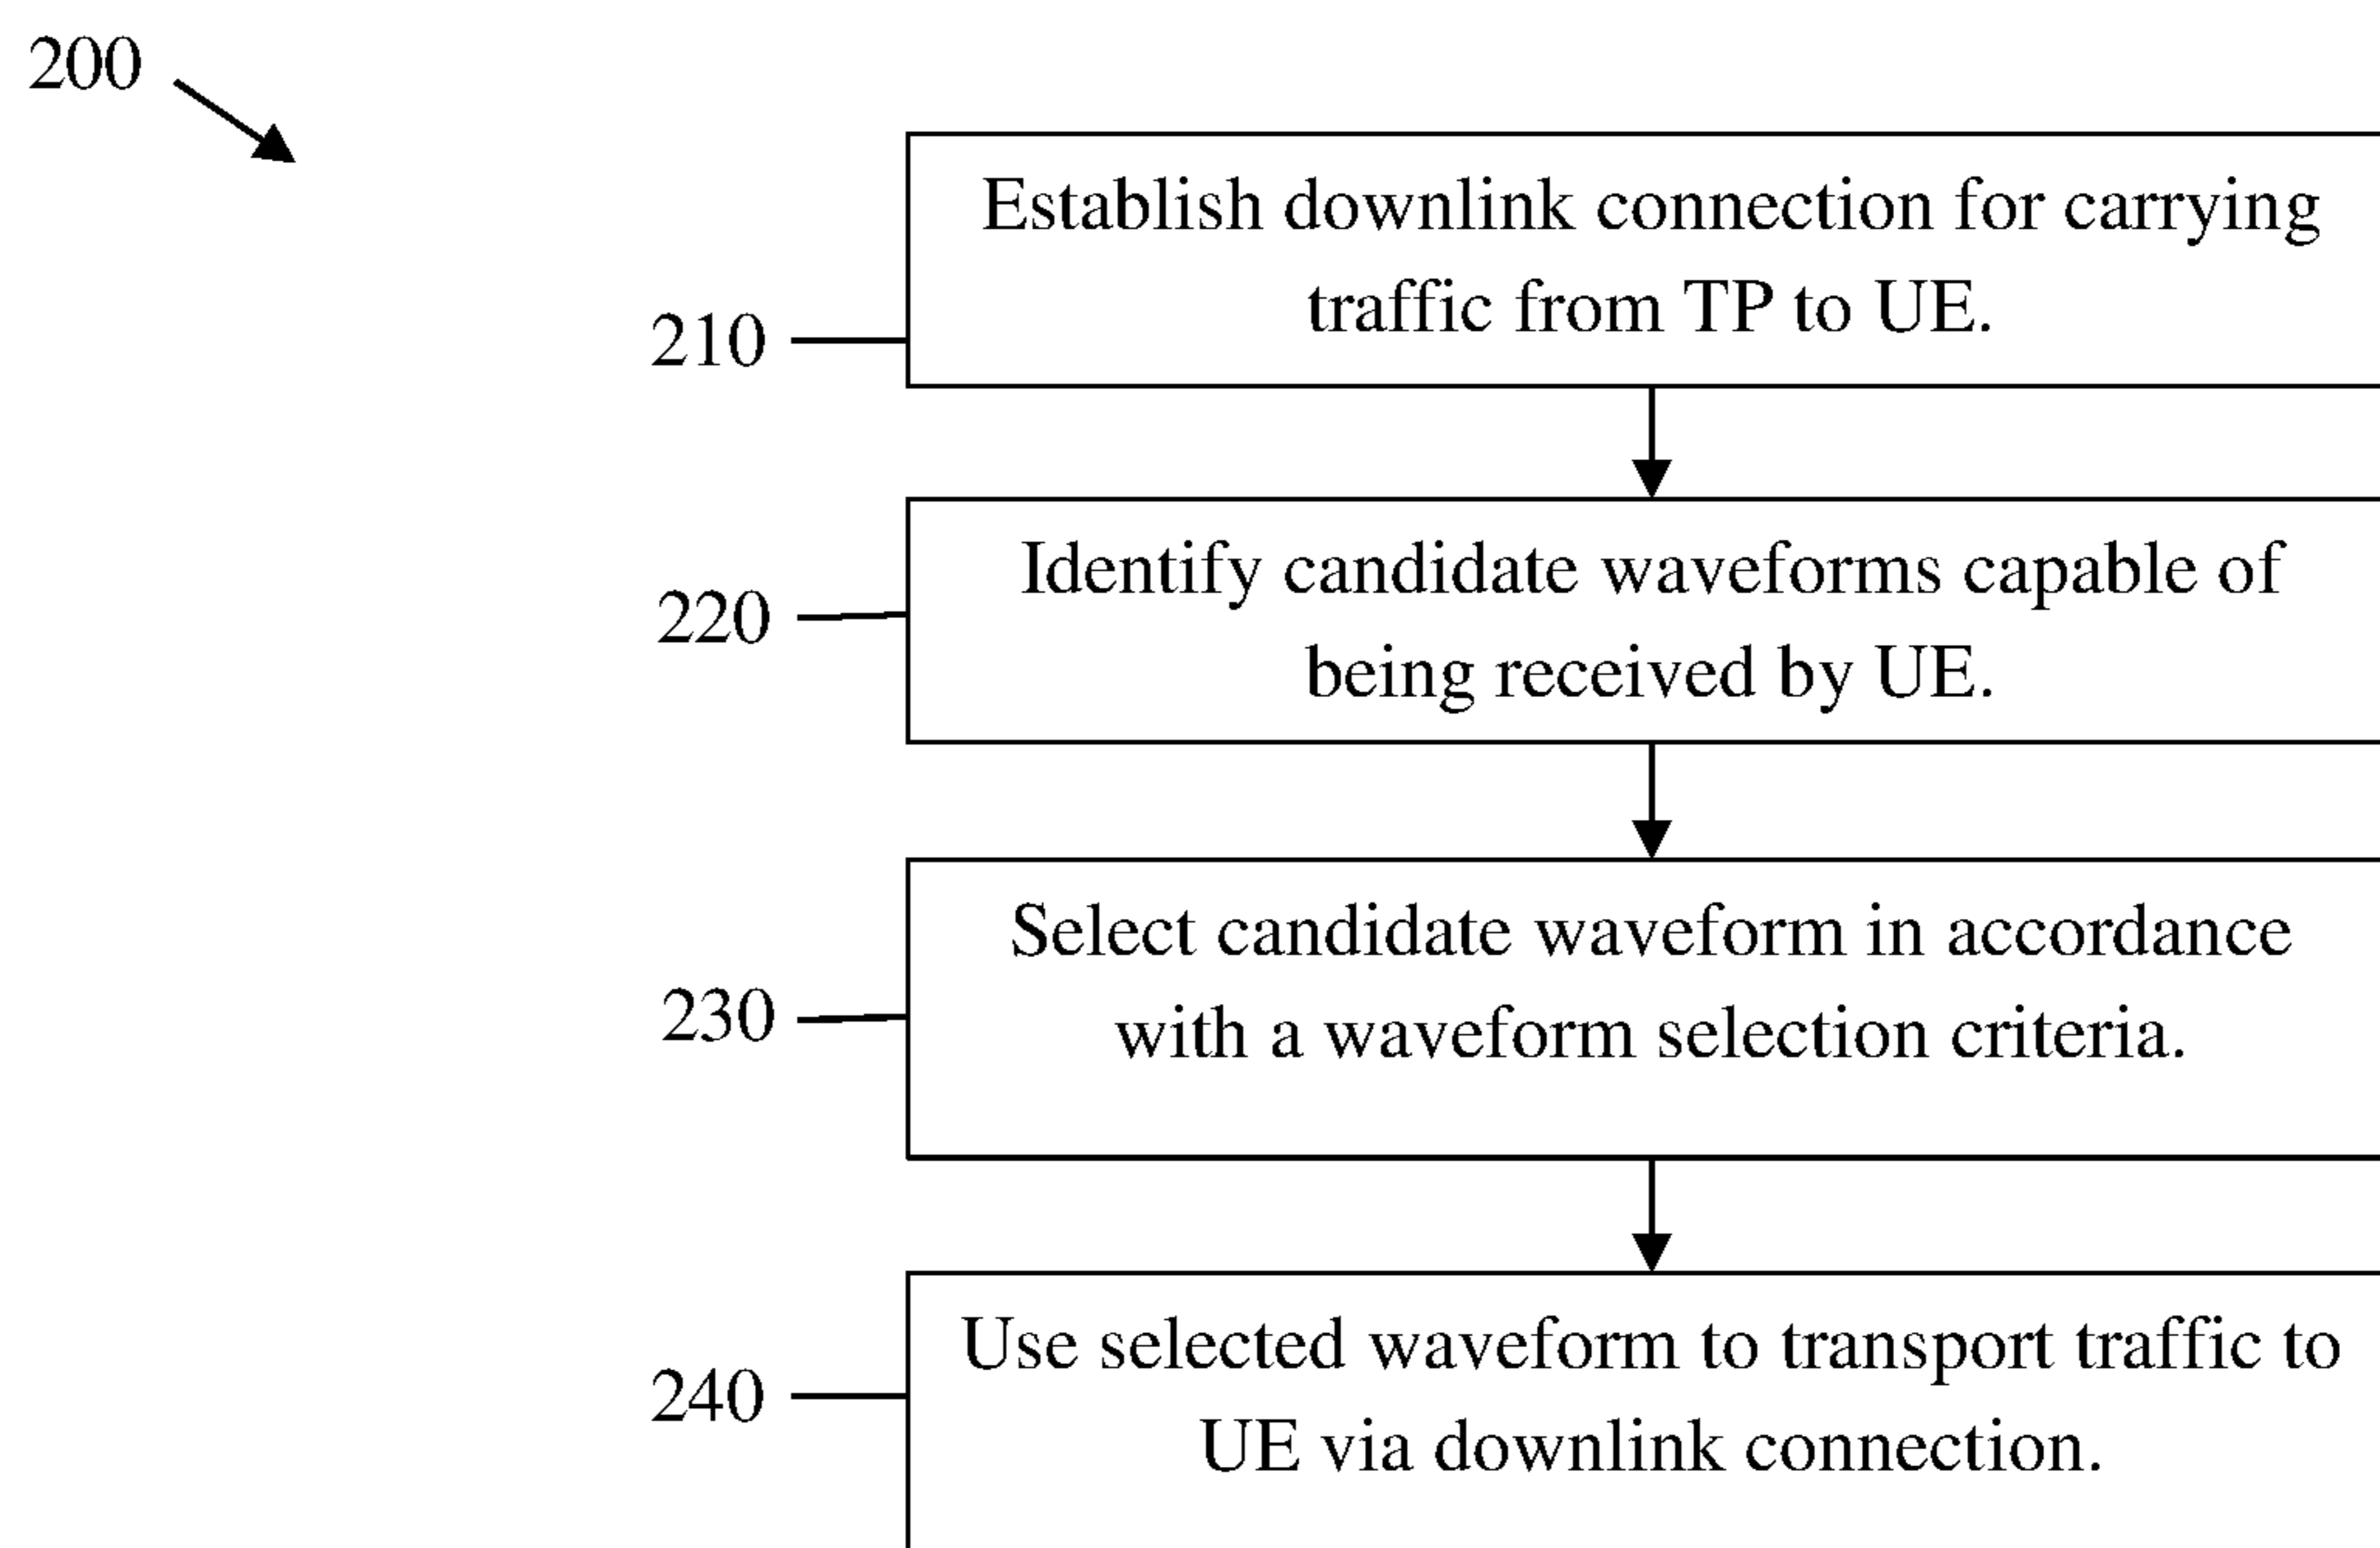 200
Establish downlink connection for carrying
traffic from TP to UE.
210
Identify candidate waveforms capable of
being received by UE.
220
Select candidate waveform in accordance
with a waveform selection criteria.
230
Use selected waveform to transport traffic to
UE via downlink connection.
240